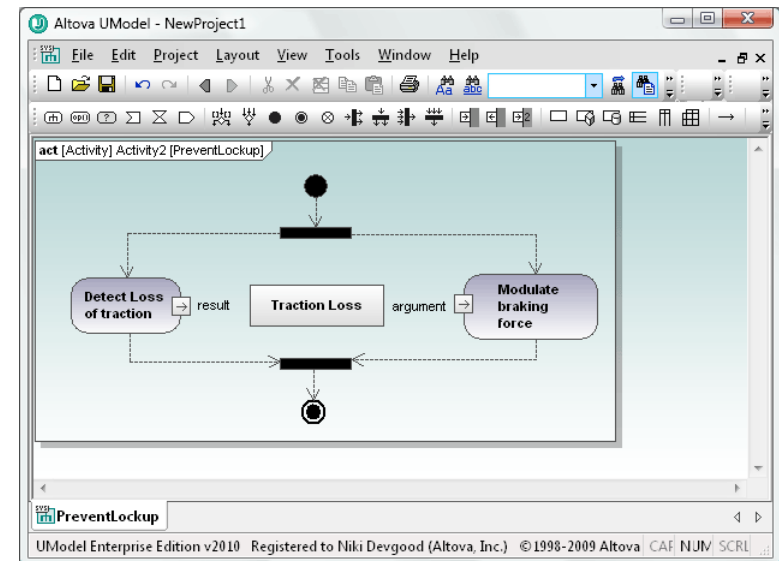 Altova UModel - NewProject1
File Edit Project Layout View Tools Window Help
act [Activity] Activity2 [PreventLockup]
Detect Loss
of traction
result
Traction Loss
argument
Modulate
braking
force
PreventLockup
UModel Enterprise Edition v2010 Registered to Niki Devgood (Altova, Inc.) ©1998-2009 Altova CAP NUM SCRL